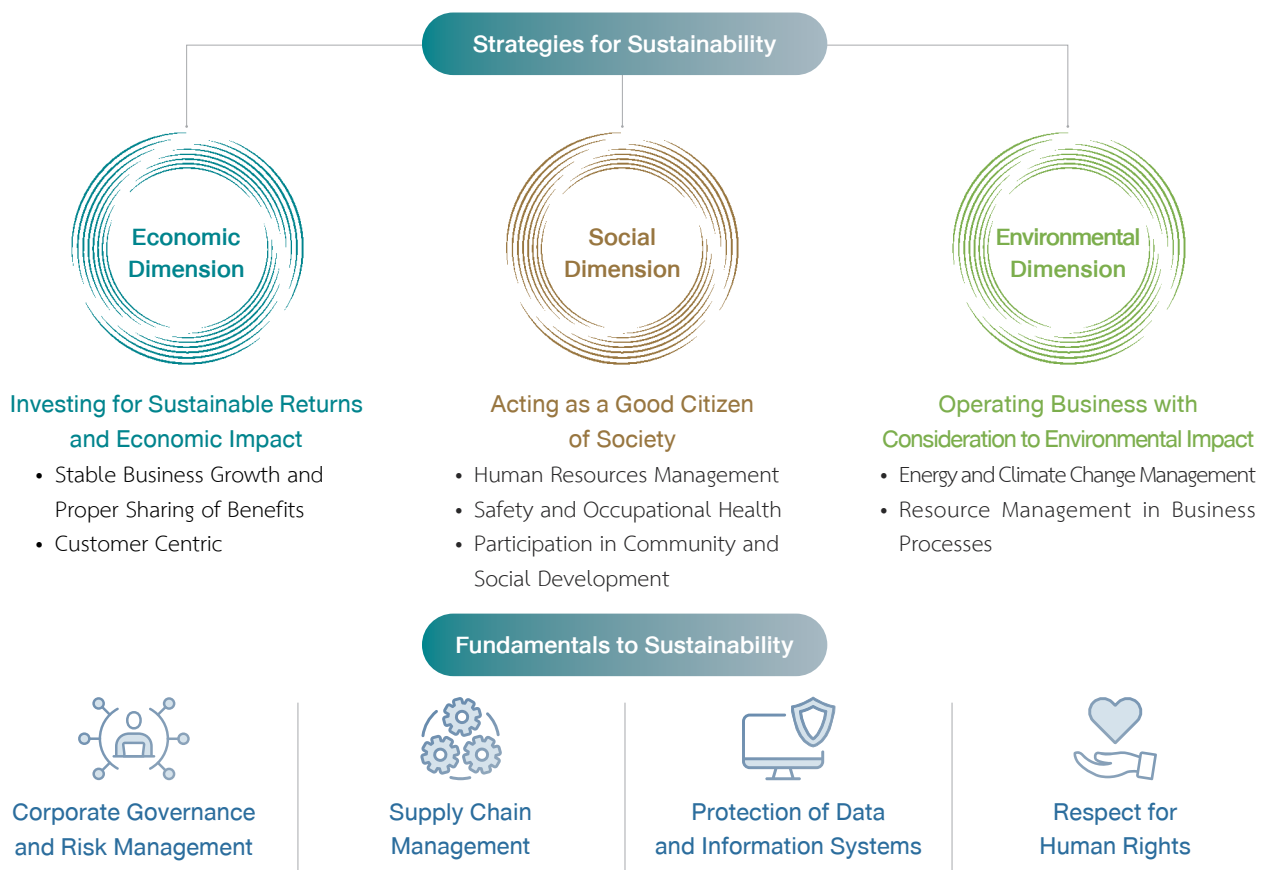 Strategies for Sustainability
Economic
Dimension
Investing for Sustainable Returns
and Economic Impact
• Stable Business Growth and
Proper Sharing of Benefits
• Customer Centric
Social
Dimension
Acting as a Good Citizen
of Society
• Human Resources Management
• Safety and Occupational Health
• Participation in Community and
Social Development
Environmental
Dimension
Operating Business with
Consideration to Environmental Impact
• Energy and Climate Change Management
• Resource Management in Business
Processes
Fundamentals to Sustainability
Corporate Governance
and Risk Management
Supply Chain
Management
Protection of Data
and Information Systems
Respect for
Human Rights